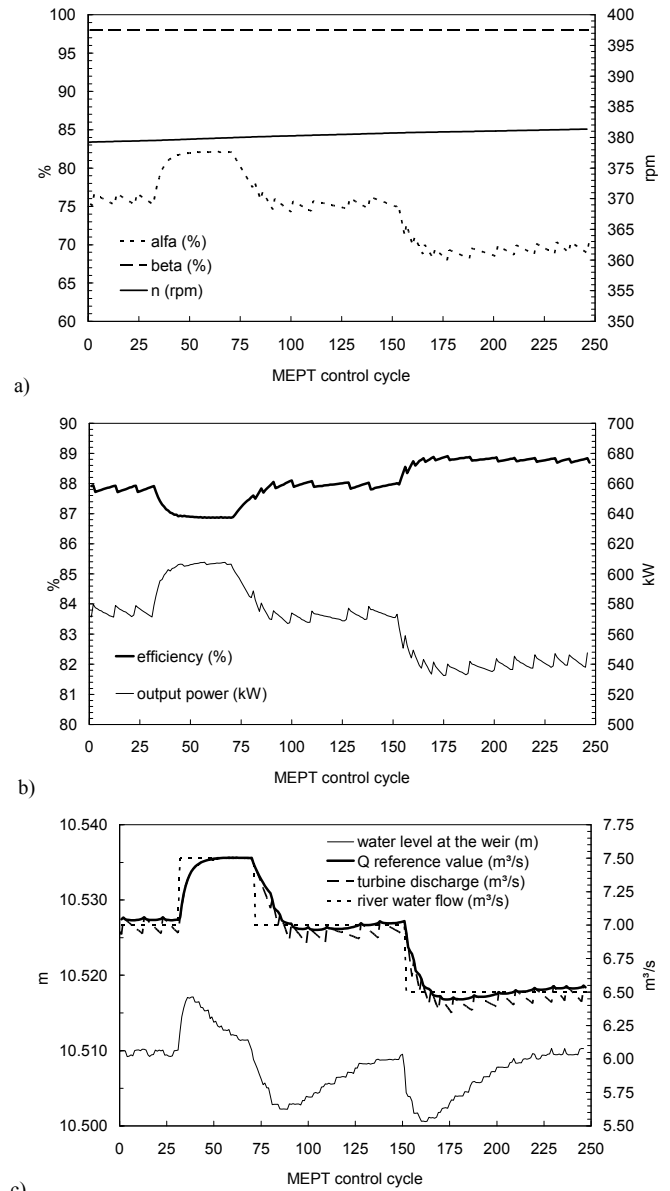 100
95
90
85
80
75
70
65
60
%
400
395
390
385
380
375
370
365
360
355
350
rpm
alfa (%)
beta (%)
n (rpm)
0 25 50 75 100 125 150 175 200 225 250
MEPT control cycle
a)
90
89
88
87
86
85
84
83
82
81
80
%
700
680
660
640
620
600
580
560
540
520
500
kW
efficiency (%)
output power (kW)
0 25 50 75 100 125 150 175 200 225 250
MEPT control cycle
b)
10.540
10.530
10.520
10.510
10.500
m
7.75
7.50
7.25
7.00
6.75
6.50
6.25
6.00
5.75
5.50
m³/s
water level at the weir (m)
Q reference value (m³/s)
turbine discharge (m³/s)
river water flow (m³/s)
0 25 50 75 100 125 150 175 200 225 250
MEPT control cycle
c)